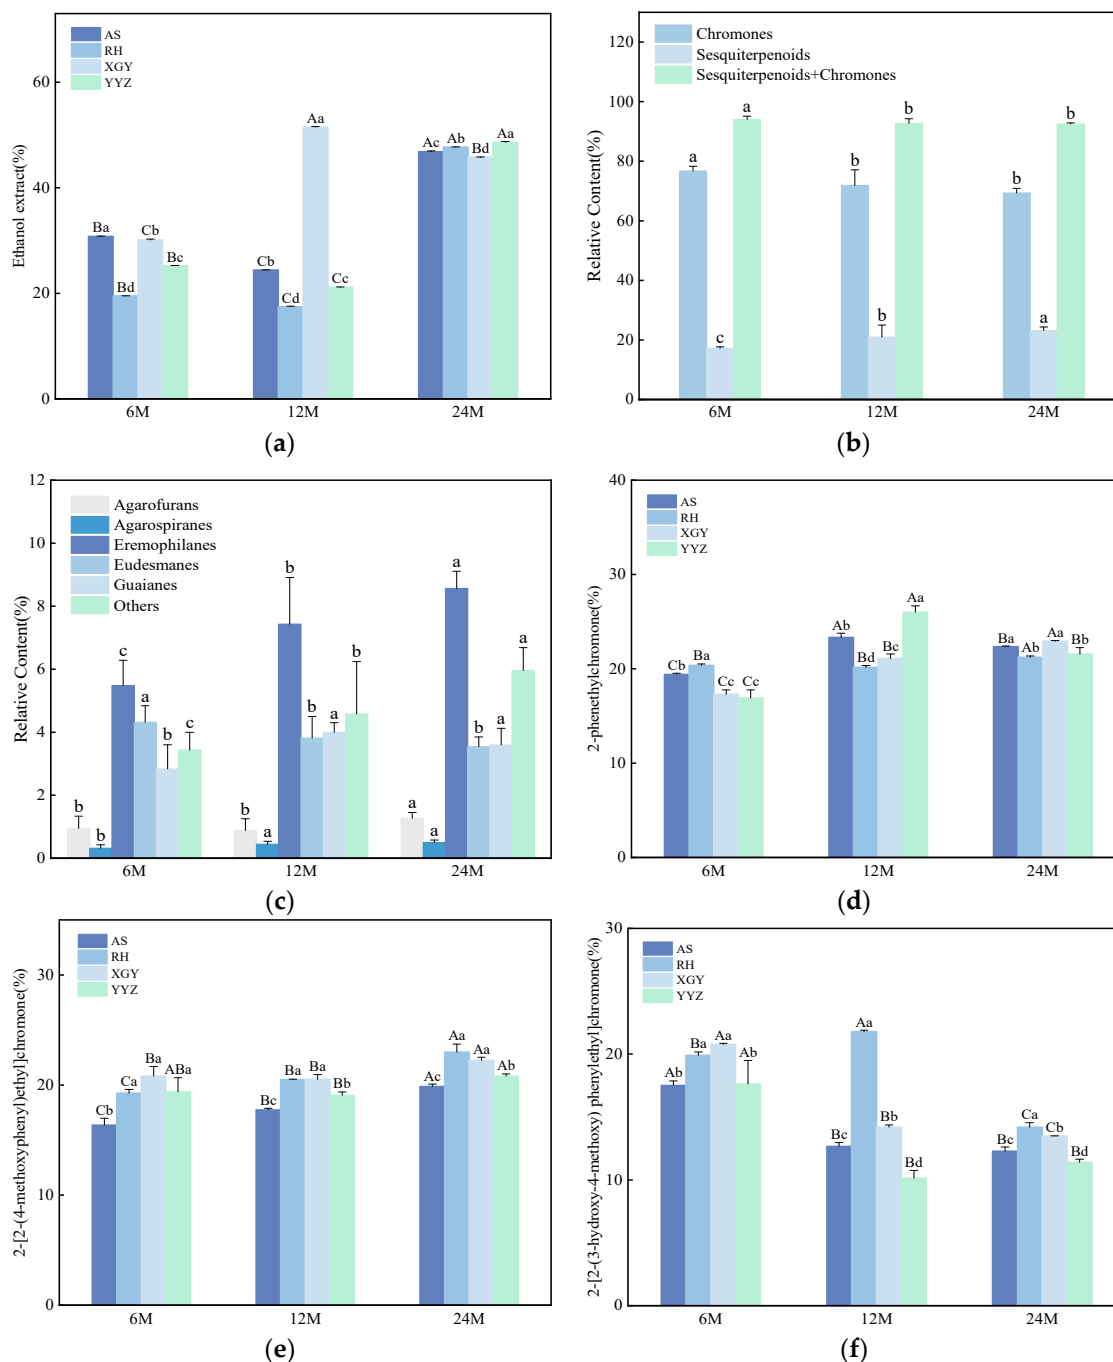 AS
RH
XGY
YYZ
Ethanol extract(%)
60
40
20
0
Ba
Bd
Cb
Bc
Cb
Cd
Aa
Cc
Ac
Ab
Bd
Aa
6M
12M
24M
(a)
Chromones
Sesquiterpenoids
Sesquiterpenoids+Chromones
Relative Content(%)
120
100
80
60
40
20
0
a
c
a
b
b
b
b
a
b
6M
12M
24M
(b)
Agarofurans
Agarospiranes
Eremophilanes
Eudesmanes
Guaianes
Others
Relative Content(%)
12
10
8
6
4
2
0
b
b
c
a
b
c
b
a
b
b
a
b
a
a
a
b
a
a
6M
12M
24M
(c)
AS
RH
XGY
YYZ
2-phenethylchromone(%)
40
30
20
10
0
Cb
Ba
Cc
Cc
Ab
Bd
Bc
Aa
Ba
Ab
Aa
Bb
6M
12M
24M
(d)
AS
RH
XGY
YYZ
2-[2-(4-methoxyphenyl)ethyl]chromone(%)
30
20
10
0
Cb
Ca
Ba
ABa
Bc
Ba
Ba
Bb
Ac
Aa
Aa
Ab
6M
12M
24M
(e)
AS
RH
XGY
YYZ
2-[2-(3-hydroxy-4-methoxy) phenylethyl]chromone(%)
30
20
10
0
Ab
Ba
Aa
Ab
Bc
Aa
Bb
Bd
Bc
Ca
Cb
Bd
6M
12M
24M
(f)